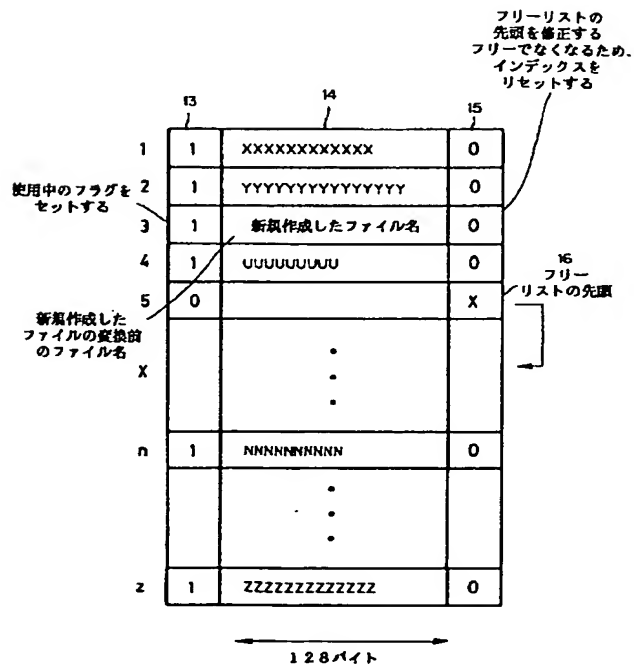 フリーリストの
先頭を修正する
フリーでなくなるため、
インデックスを
リセットする
13 14 15
1 1 XXXXXXXXXXXX 0
2 1 YYYYYYYYYYYYYYYY 0
使用中のフラグを
セットする
3 1 新規作成したファイル名 0
4 1 UUUUUUUUU 0
16
フリー
リストの先頭
5 0 X
新規作成した
ファイルの変換前
のファイル名
X
n 1 NNNNNNNNNN 0
z 1 ZZZZZZZZZZZZZ 0
128バイト